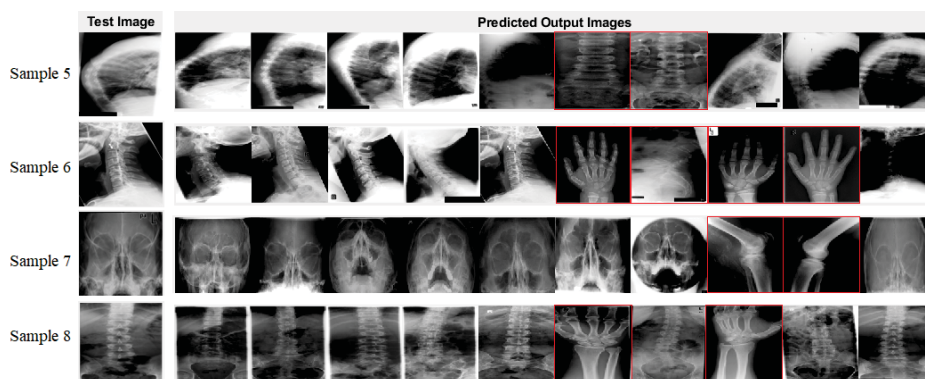 Test Image
Predicted Output Images
Sample 5
Sample 6
Sample 7
Sample 8